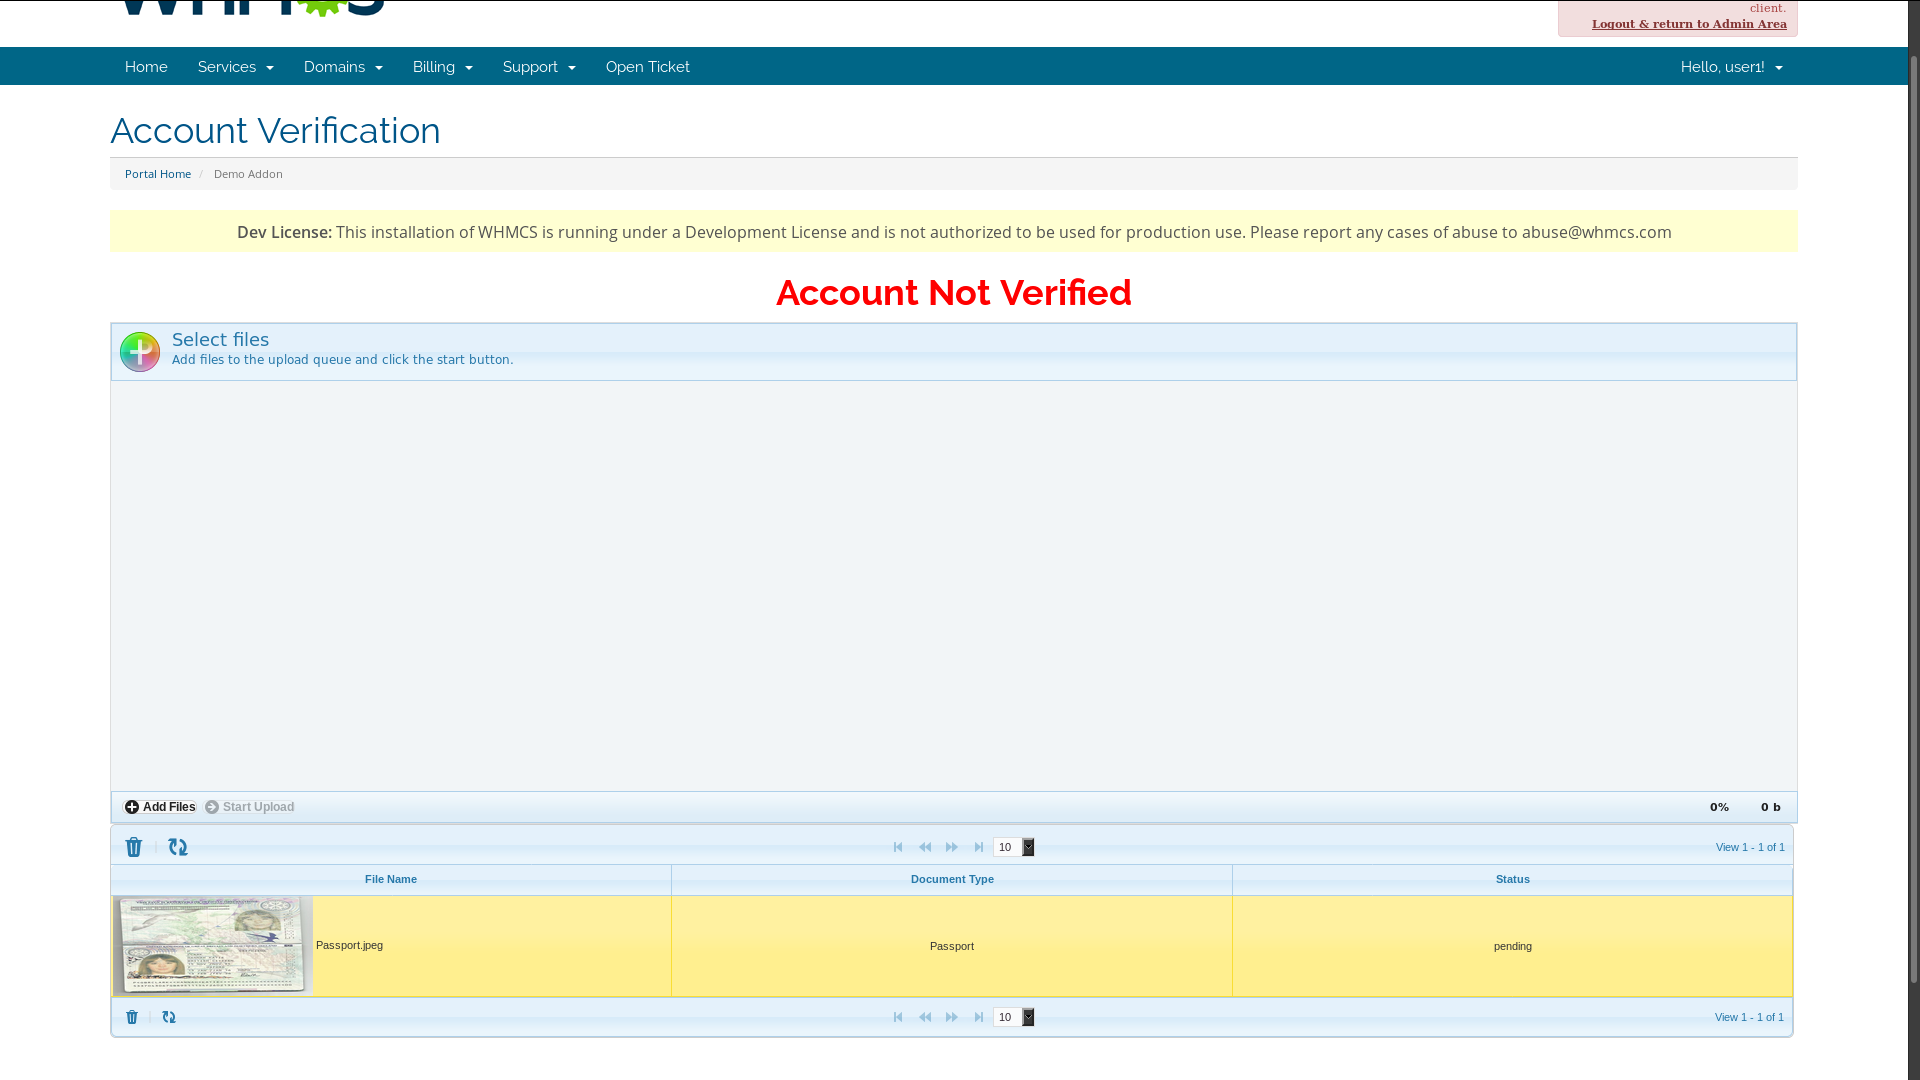 WHMCS
client.
Logout & return to Admin Area
Home Services Domains Billing Support Open Ticket Hello, user1!
Account Verification
Portal Home / Demo Addon
Dev License: This installation of WHMCS is running under a Development License and is not authorized to be used for production use. Please report any cases of abuse to abuse@whmcs.com
Account Not Verified
Select files
Add files to the upload queue and click the start button.
Add Files Start Upload 0% 0 b
10 View 1 - 1 of 1
File Name Document Type Status
Passport.jpeg Passport pending
10 View 1 - 1 of 1